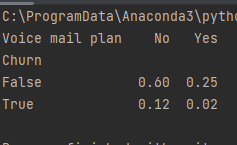 C:\ProgramData\Anaconda3\pytho
Voice mail plan No Yes
Churn
False 0.60 0.25
True 0.12 0.02